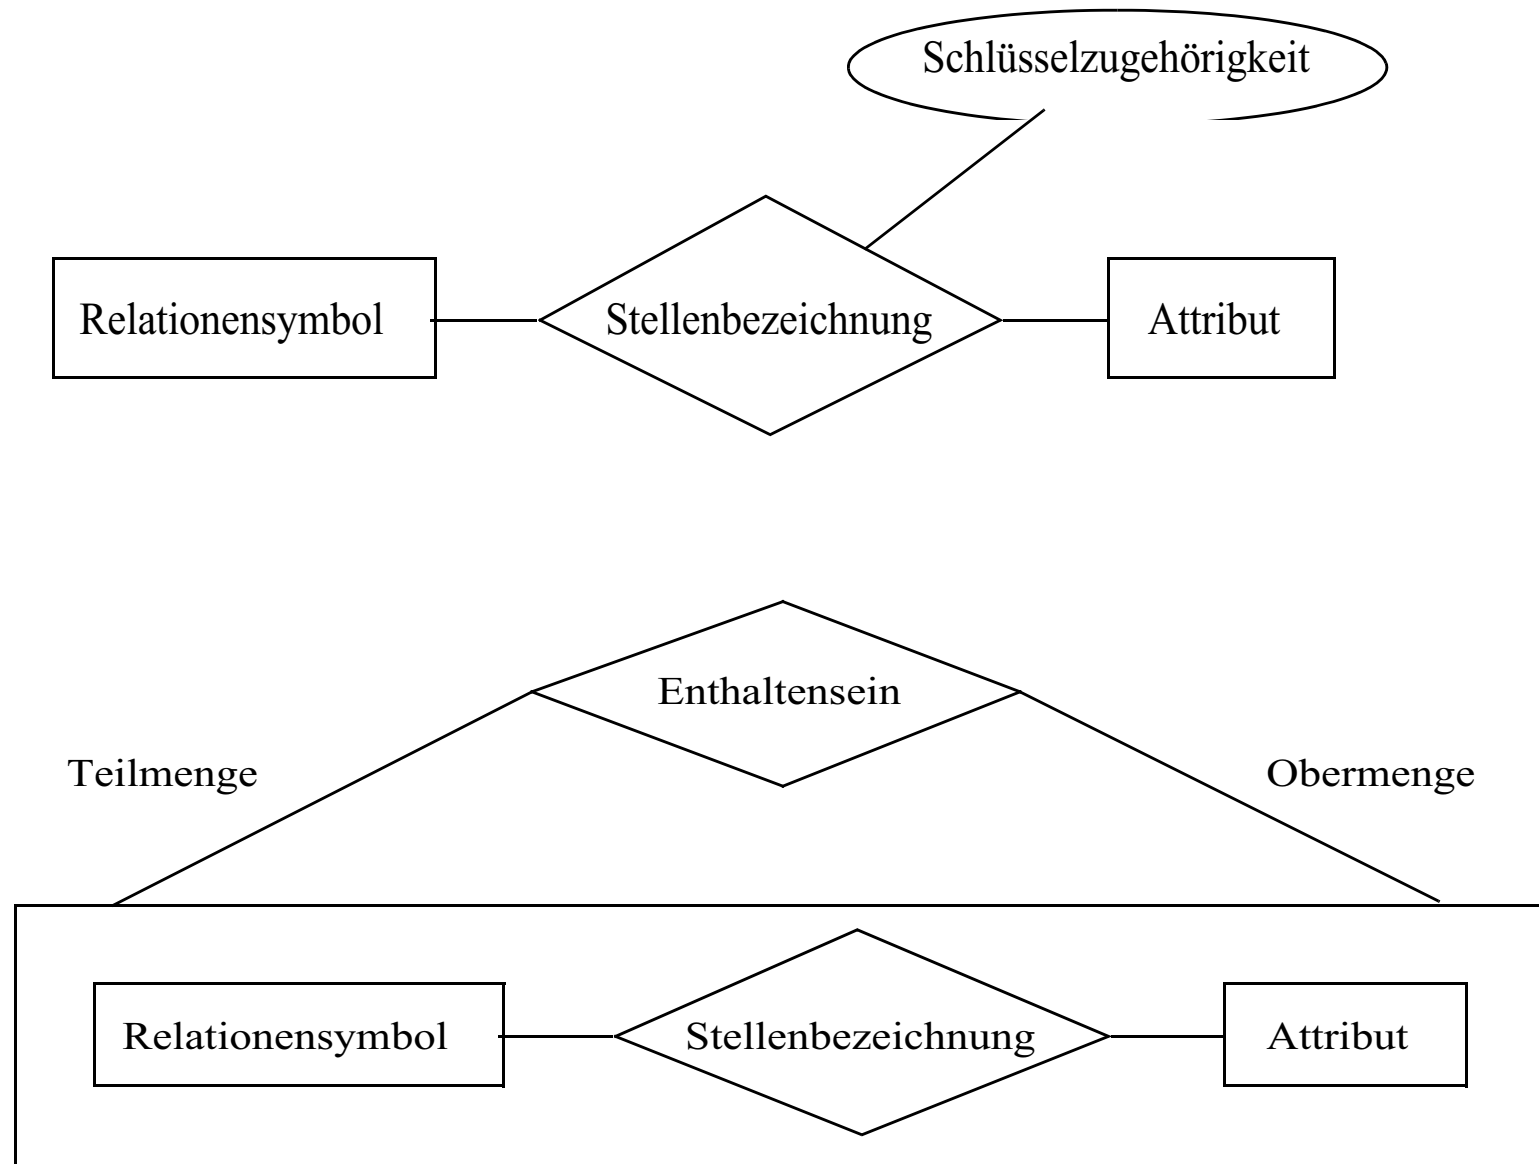 Schlüsselzugehörigkeit
Relationensymbol
Stellenbezeichnung
Attribut
Enthaltensein
Teilmenge
Obermenge
Relationensymbol
Stellenbezeichnung
Attribut